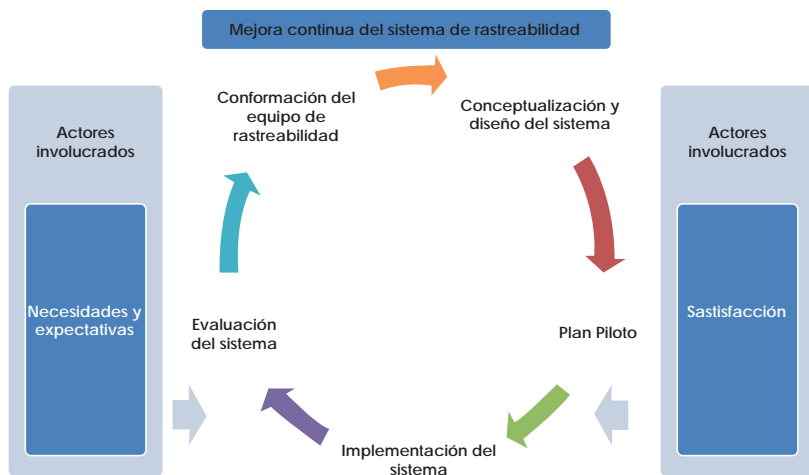 Mejora continua del sistema de rastreabilidad
Conformación del
equipo de
rastreabilidad
Conceptualización y
diseño del sistema
Actores
involucrados
Actores
involucrados
Necesidades y
expectativas
Evaluación
del sistema
Plan Piloto
Sastisfacción
Implementación del
sistema